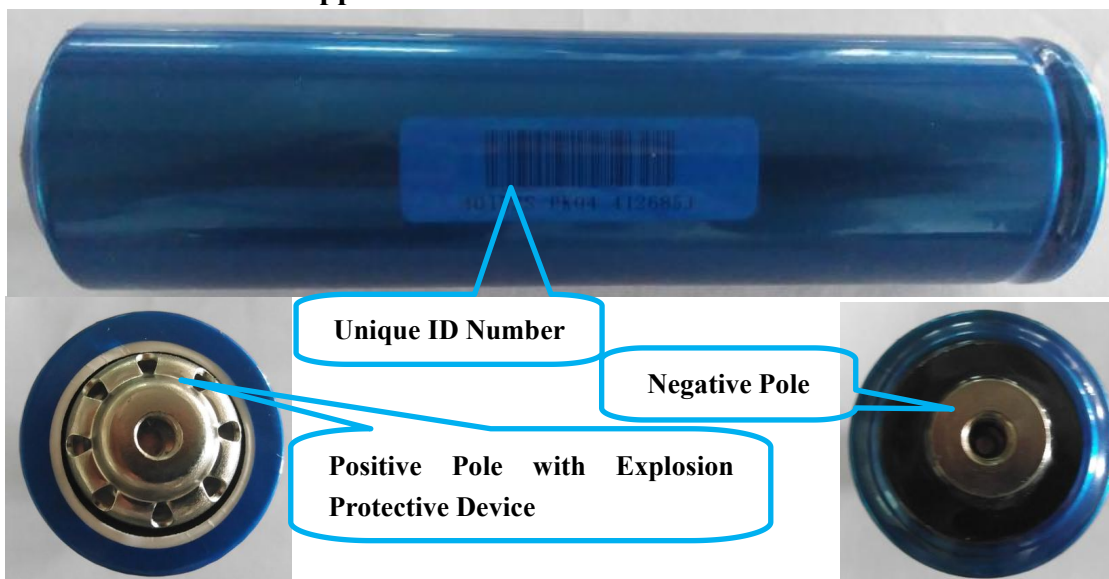 Unique ID Number
Negative Pole
Positive Pole with Explosion
Protective Device